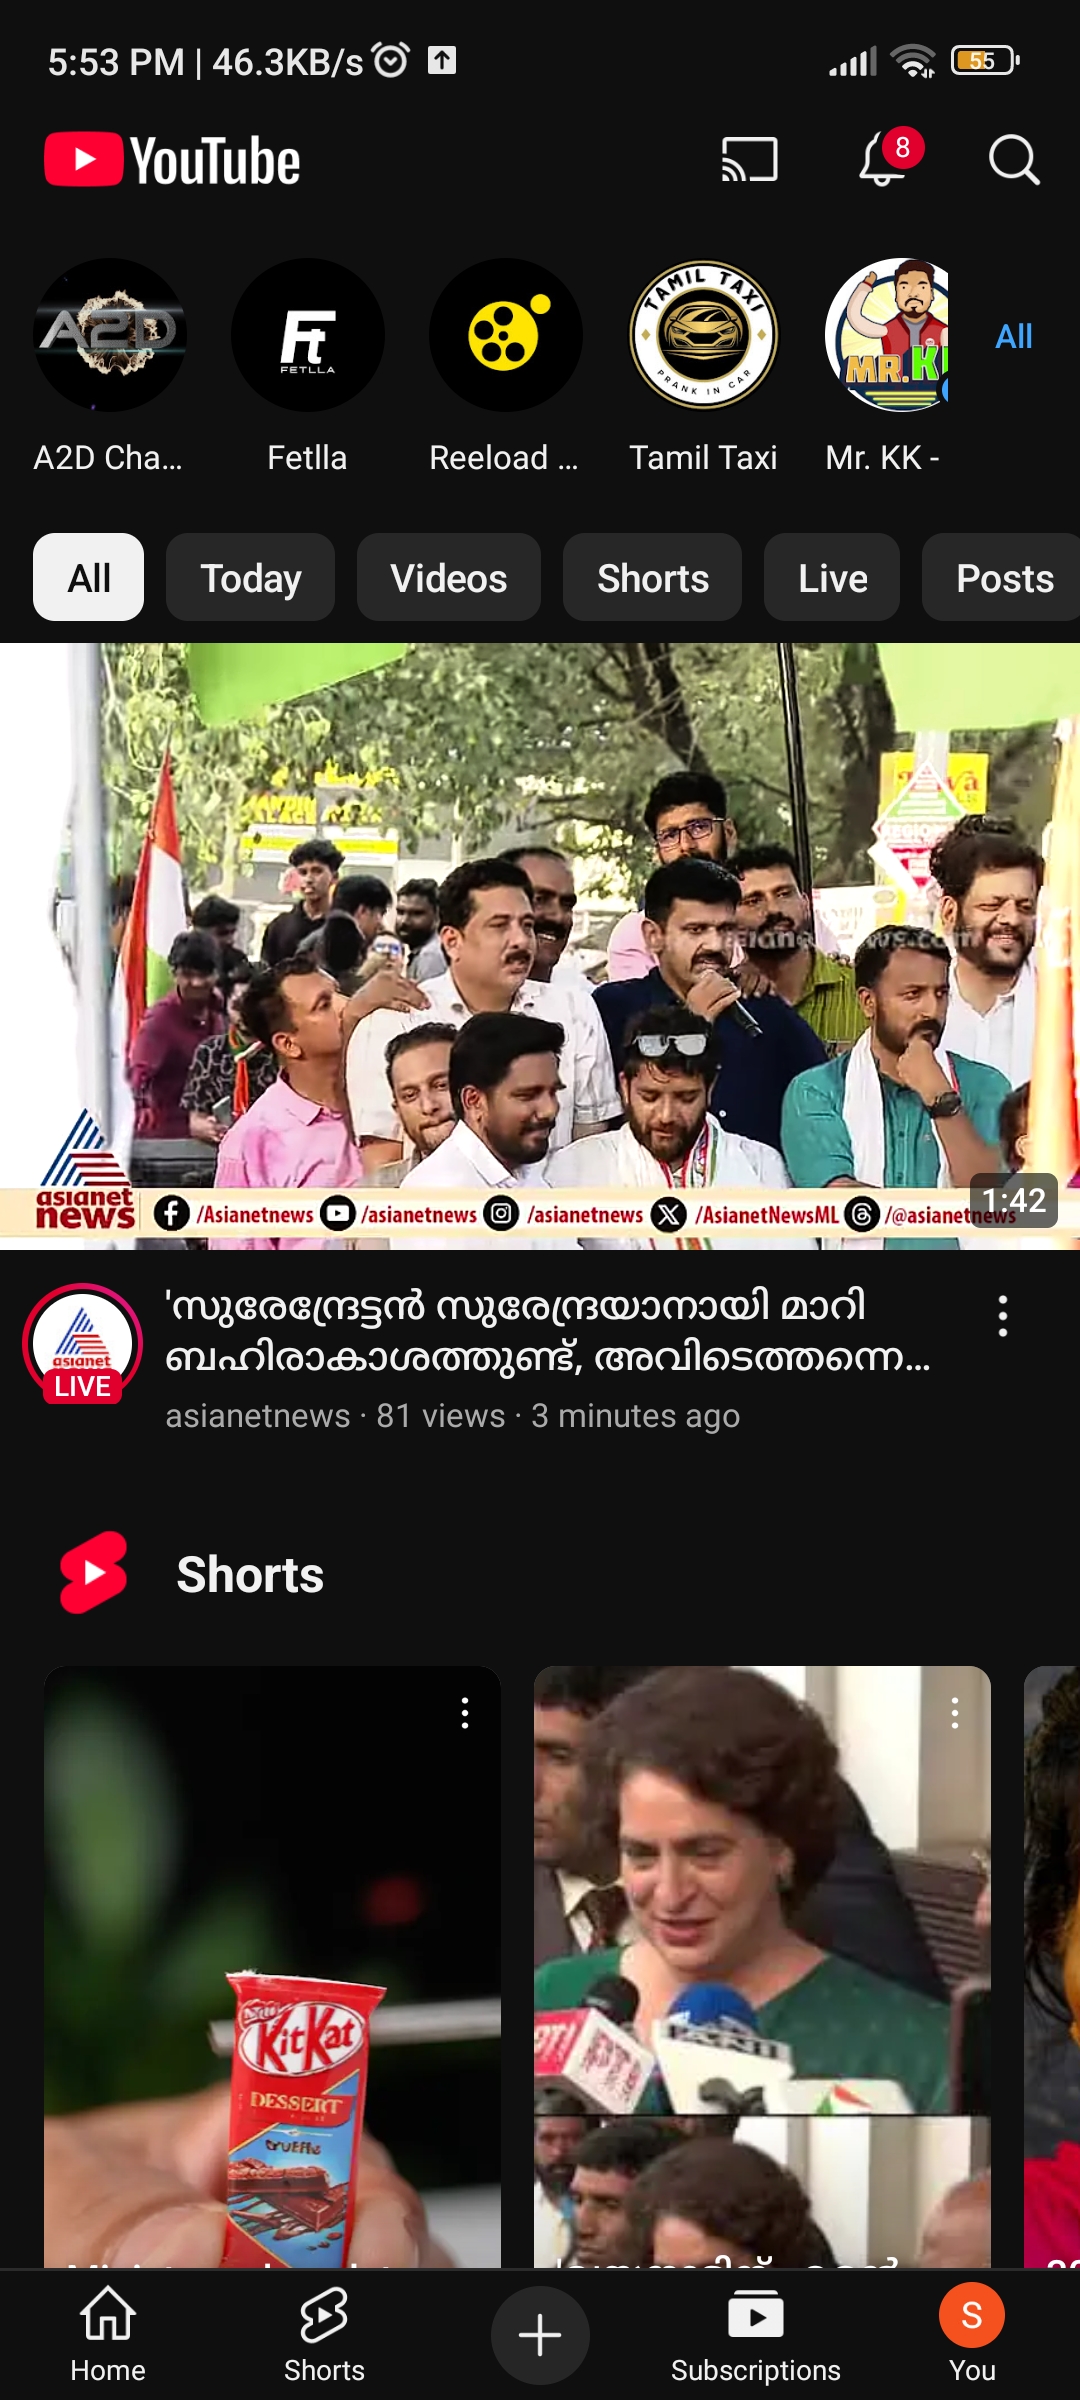 5:53 PM | 46.3KB/s
55
YouTube
8
A2D
Ft
FETLLA
TAMIL TAXI
PRANK IN CAR
MR.K
All
A2D Cha...
Fetlla
Reeload ...
Tamil Taxi
Mr. KK -
All
Today
Videos
Shorts
Live
Posts
asianet
news
/Asianetnews
/asianetnews
/asianetnews
/AsianetNewsML
/@asianetnews
1:42
'സുരേന്ദ്രേട്ടൻ സുരേന്ദ്രയാനായി മാറി
ബഹിരാകാശത്തുണ്ട്, അവിടെത്തന്നെ...
asianet
LIVE
asianetnews · 81 views · 3 minutes ago
Shorts
KitKat
DESSERT
truffle
Home
Shorts
Subscriptions
S
You